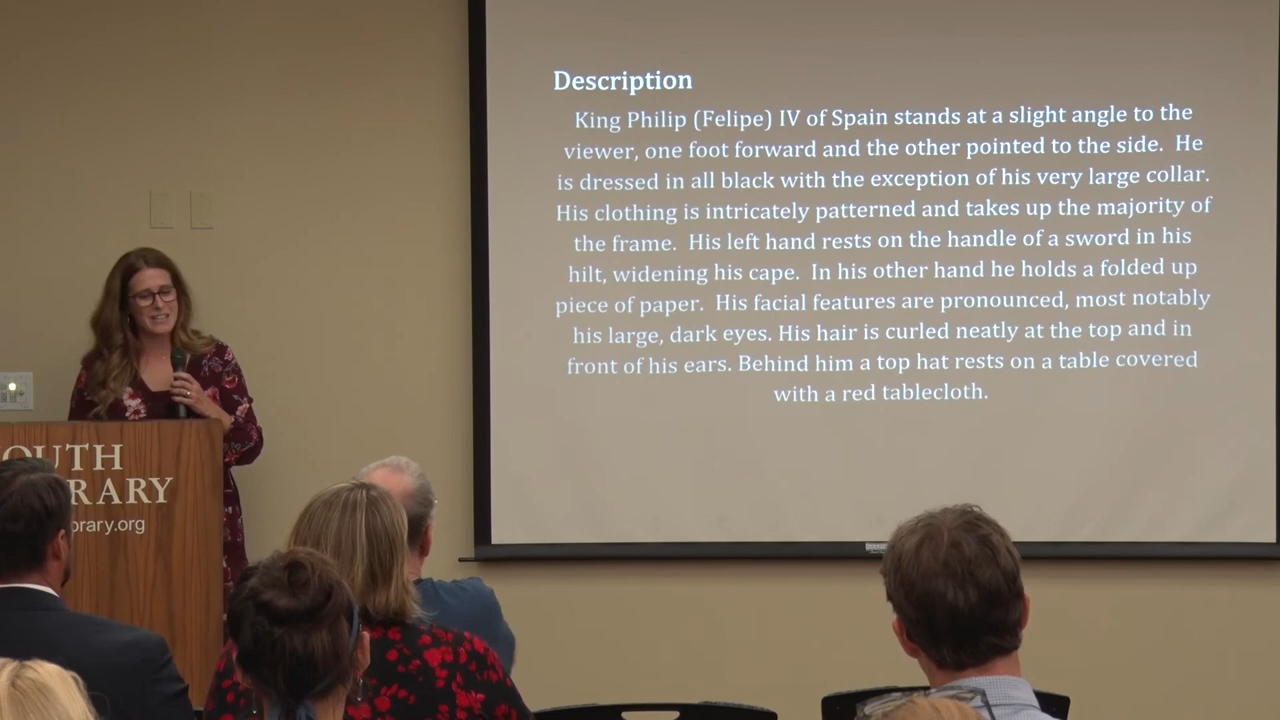 Description
King Philip (Felipe) IV of Spain stands at a slight angle to the
viewer, one foot forward and the other pointed to the side. He
is dressed in all black with the exception of his very large collar.
His clothing is intricately patterned and takes up the majority of
the frame. His left hand rests on the handle of a sword in his
hilt, widening his cape. In his other hand he holds a folded up
piece of paper. His facial features are pronounced, most notably
his large, dark eyes. His hair is curled neatly at the top and in
front of his ears. Behind him a top hat rests on a table covered
with a red tablecloth.
OUTH
RARY
brary.org